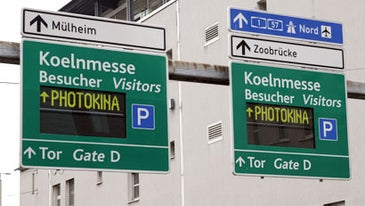 ↑ Mülheim
Koelnmesse
Besucher Visitors
↑ PHOTOKINA
P
↑ Tor Gate D
↑ 1 57 Nord
↑ Zoobrücke
Koelnmesse
Besucher Visitors
↑ PHOTOKINA
P
↑ Tor Gate D